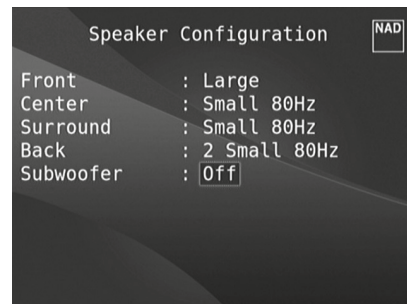 Speaker Configuration
NAD
Front : Large
Center : Small 80Hz
Surround : Small 80Hz
Back : 2 Small 80Hz
Subwoofer : Off